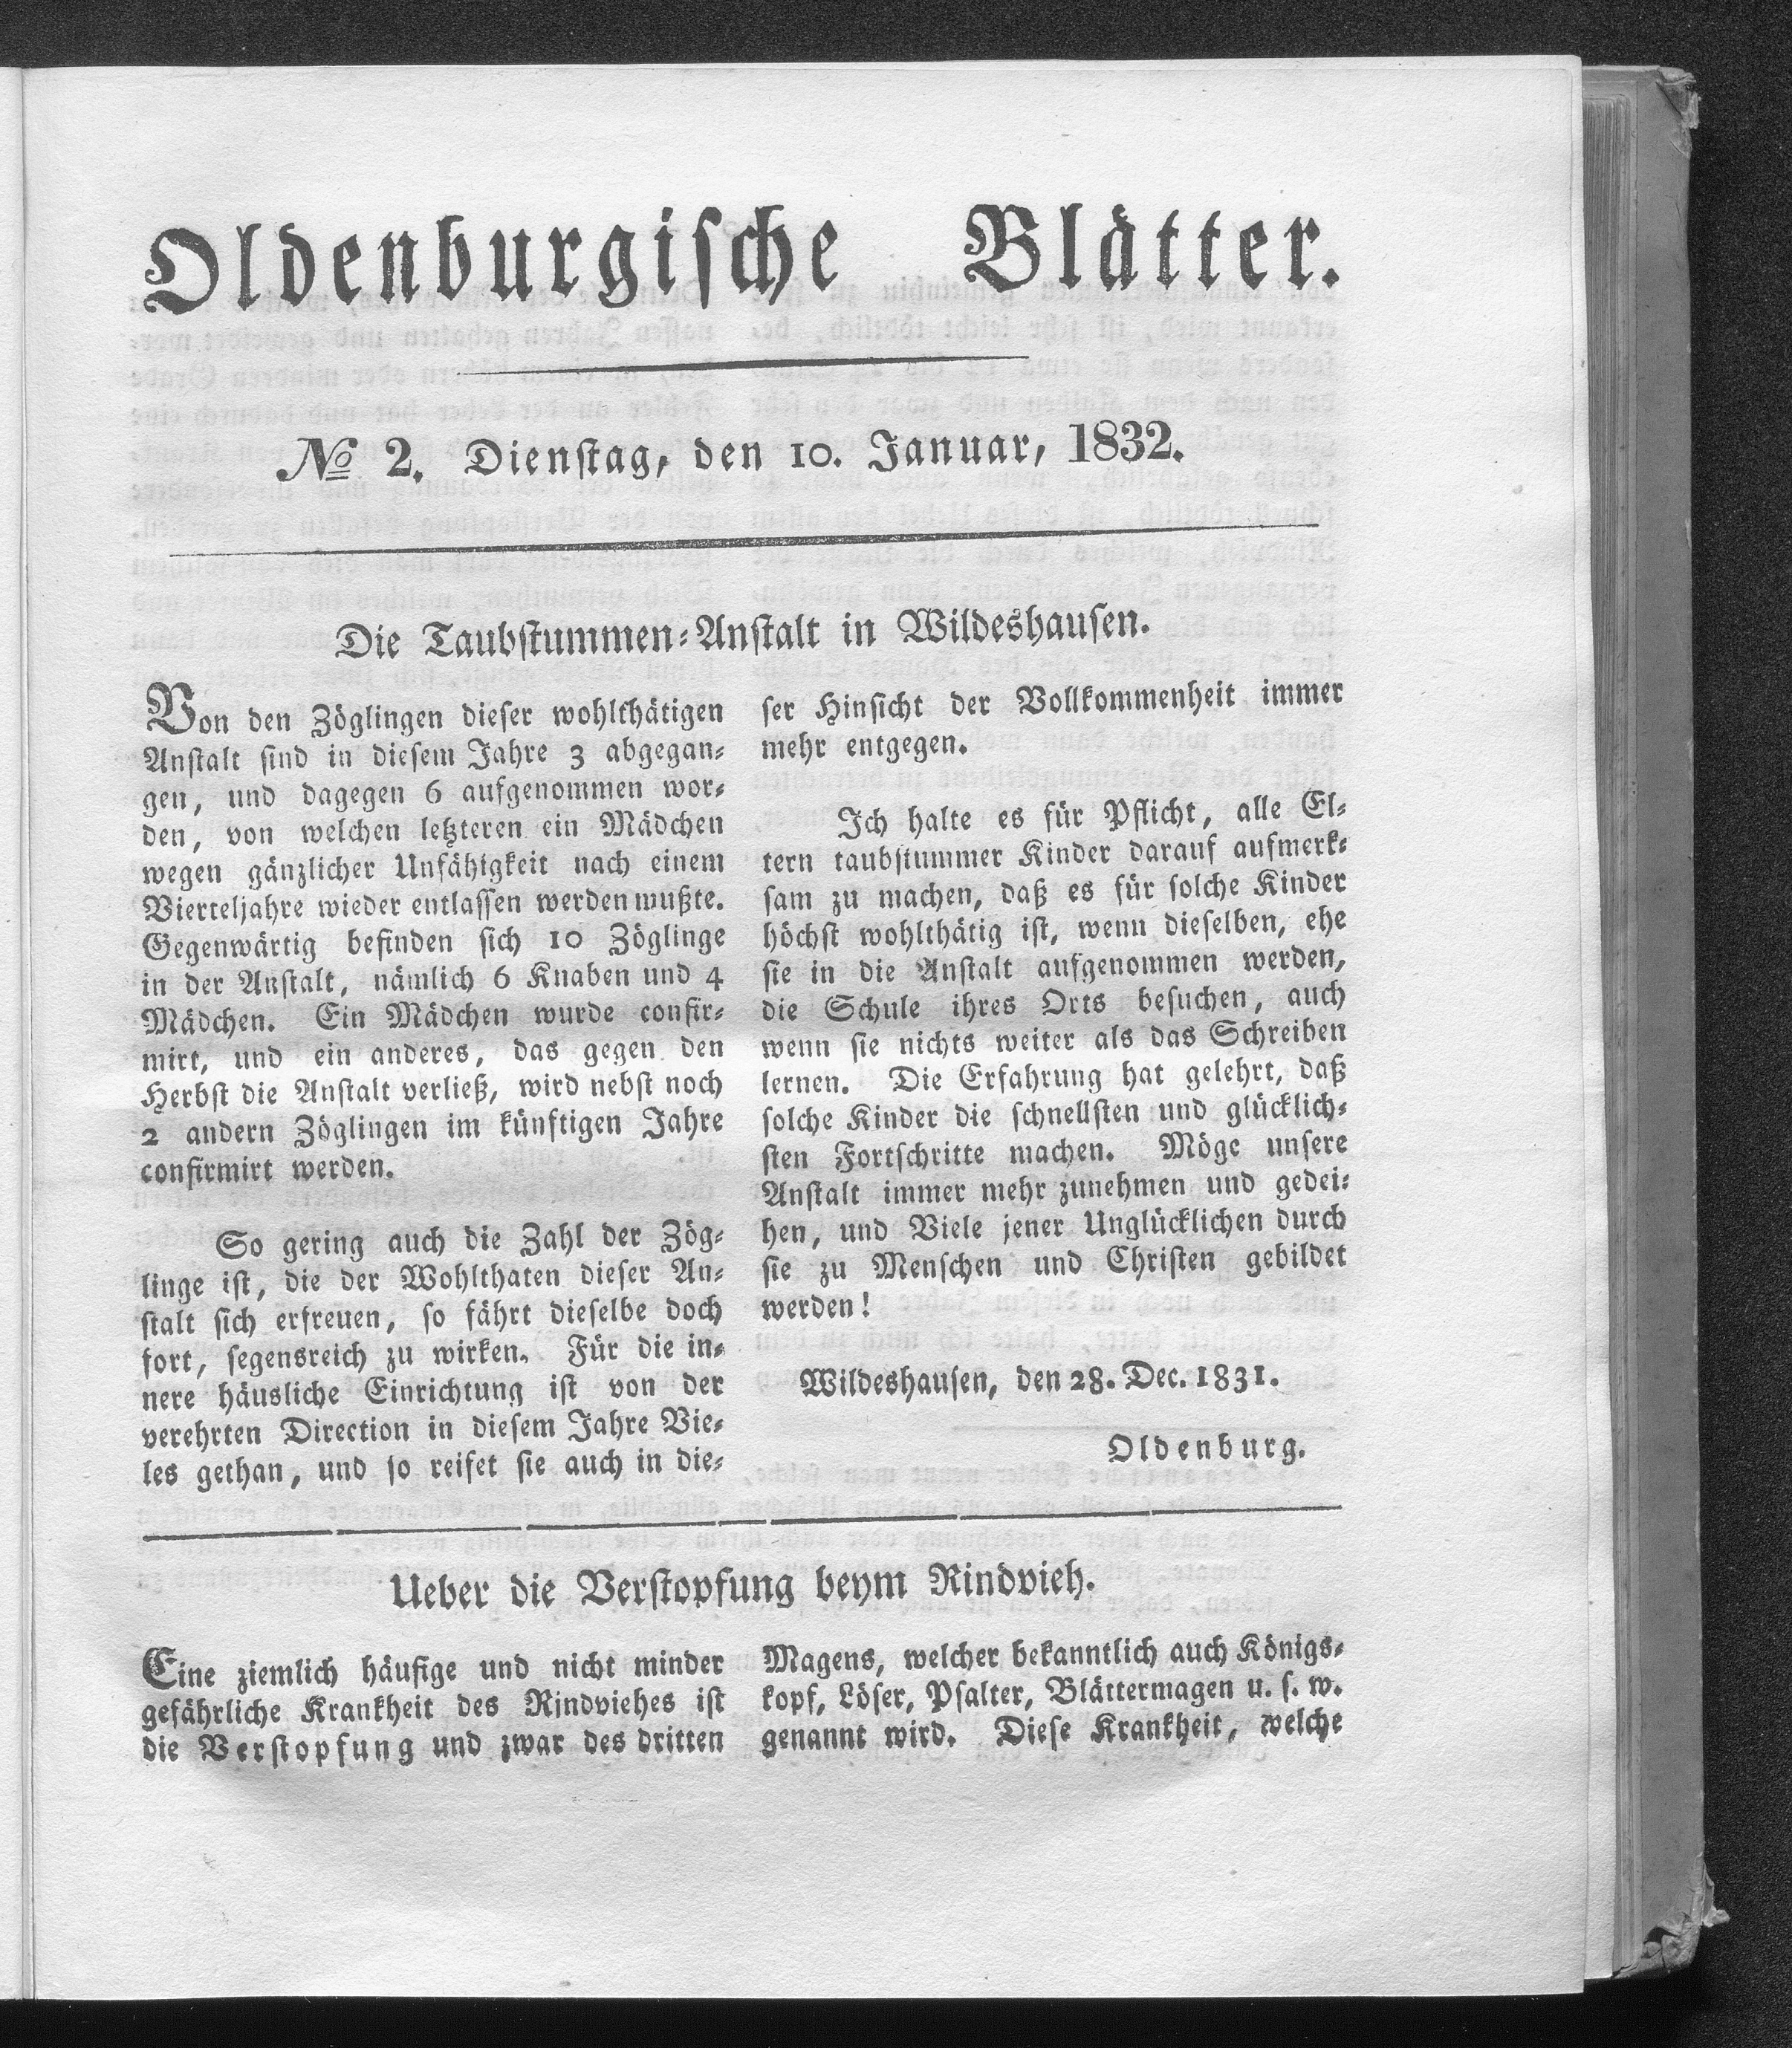 Oldenburgische Blätter.
№ 2. Dienstag, den 10. Januar, 1832.
Die Taubstummen-Anstalt in Wildeshausen.
Von den Zöglingen dieser wohlthätigen
Anstalt sind in diesem Jahre 3 abgegan-
gen, und dagegen 6 aufgenommen wor-
den, von welchen letzteren ein Mädchen
wegen gänzlicher Unfähigkeit nach einem
Vierteljahre wieder entlassen werden mußte.
Gegenwärtig befinden sich 10 Zöglinge
in der Anstalt, nämlich 6 Knaben und 4
Mädchen. Ein Mädchen wurde confir-
mirt, und ein anderes, das gegen den
Herbst die Anstalt verließ, wird nebst noch
2 andern Zöglingen im künftigen Jahre
confirmirt werden.
So gering auch die Zahl der Zög-
linge ist, die der Wohlthaten dieser An-
stalt sich erfreuen, so fährt dieselbe doch
fort, segensreich zu wirken. Für die in-
nere häusliche Einrichtung ist von der
verehrten Direction in diesem Jahre Vie-
les gethan, und so reifet sie auch in die-
ser Hinsicht der Vollkommenheit immer
mehr entgegen.
Ich halte es für Pflicht, alle El-
tern taubstummer Kinder darauf aufmerk-
sam zu machen, daß es für solche Kinder
höchst wohlthätig ist, wenn dieselben, ehe
sie in die Anstalt aufgenommen werden,
die Schule ihres Orts besuchen, auch
wenn sie nichts weiter als das Schreiben
lernen. Die Erfahrung hat gelehrt, daß
solche Kinder die schnellsten und glücklich-
sten Fortschritte machen. Möge unsere
Anstalt immer mehr zunehmen und gedei-
hen, und Viele jener Unglücklichen durch
sie zu Menschen und Christen gebildet
werden!
Wildeshausen, den 28. Dec. 1831.
Oldenburg.
Ueber die Verstopfung beym Rindvieh.
Eine ziemlich häufige und nicht minder
gefährliche Krankheit des Rindviehes ist
die Verstopfung und zwar des dritten
Magens, welcher bekanntlich auch Königs-
kopf, Löser, Psalter, Blättermagen u. s. w.
genannt wird. Diese Krankheit, welche